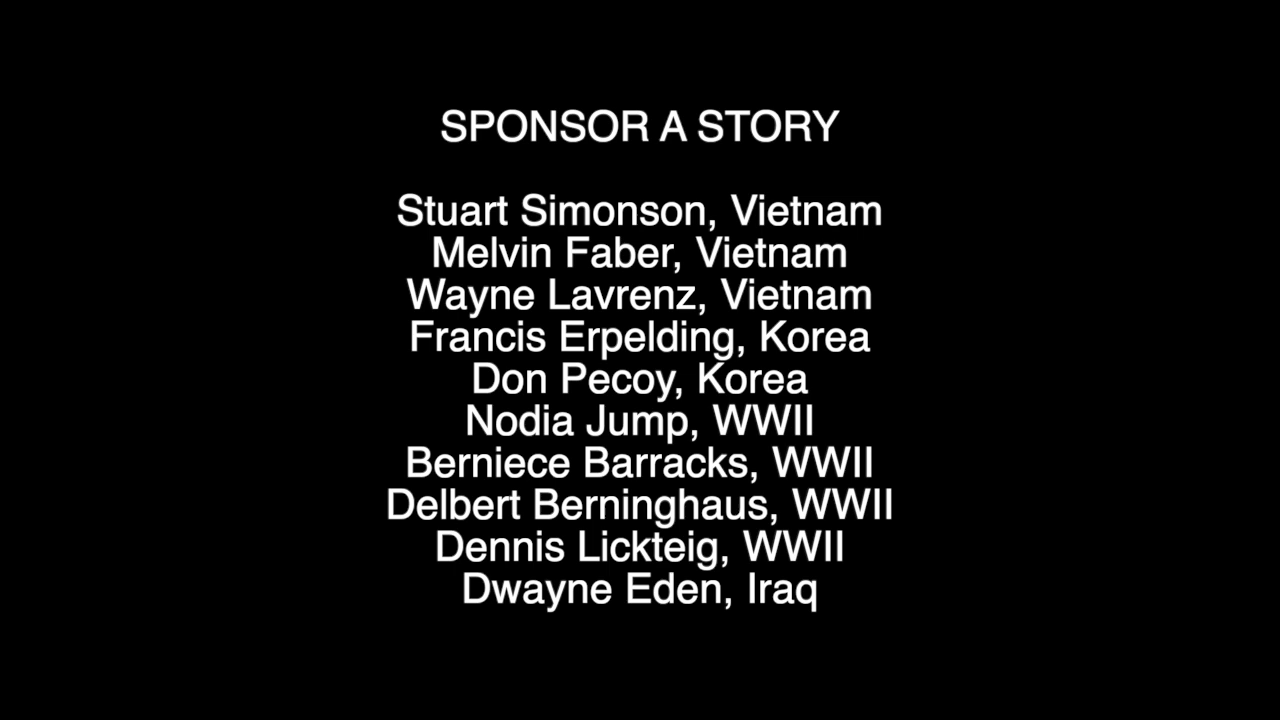 SPONSOR A STORY
Stuart Simonson, Vietnam
Melvin Faber, Vietnam
Wayne Lavrenz, Vietnam
Francis Erpelding, Korea
Don Pecoy, Korea
Nodia Jump, WWII
Berniece Barracks, WWII
Delbert Berninghaus, WWII
Dennis Lickteig, WWII
Dwayne Eden, Iraq